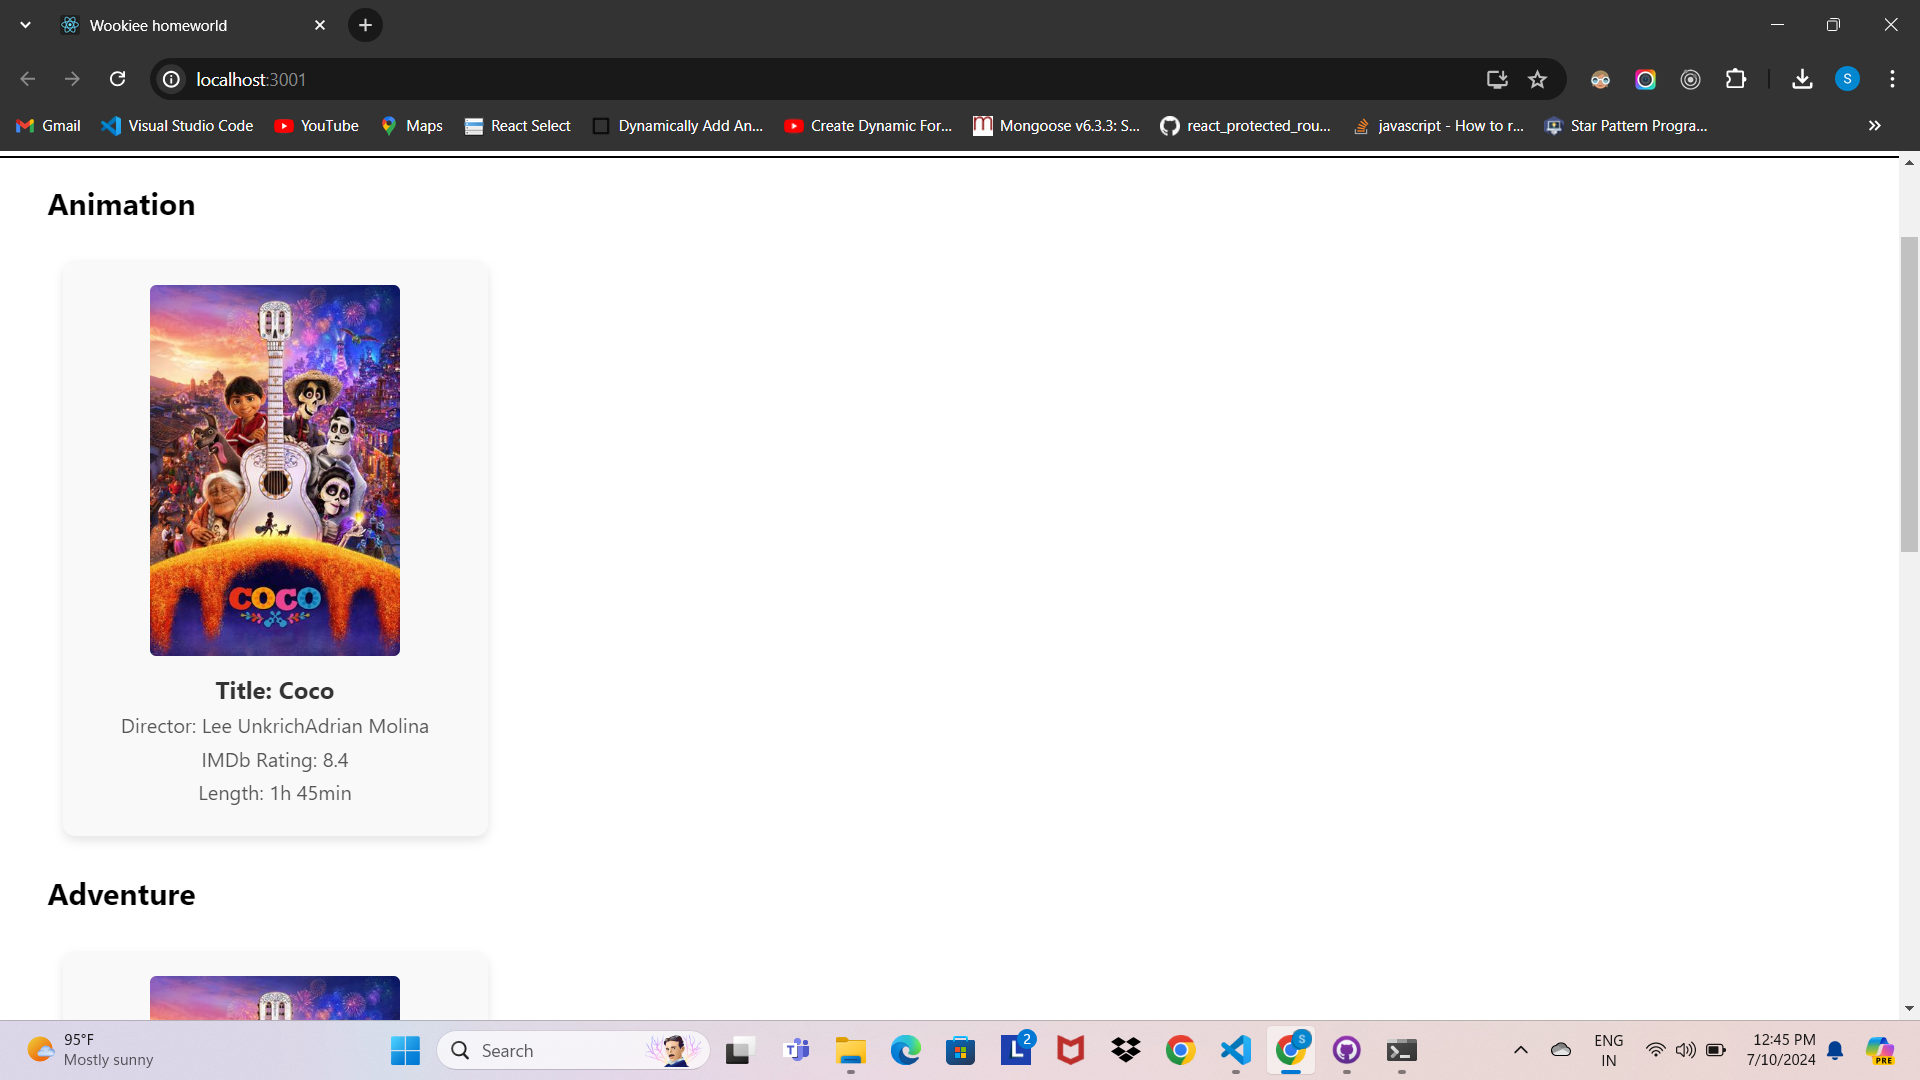 Wookiee homeworld
localhost:3001
S
Gmail Visual Studio Code YouTube Maps React Select Dynamically Add An... Create Dynamic For... Mongoose v6.3.3: S... react_protected_rou... javascript - How to r... Star Pattern Progra...
Animation
COCO
Title: Coco
Director: Lee UnkrichAdrian Molina
IMDb Rating: 8.4
Length: 1h 45min
Adventure
95°F
Mostly sunny
Search
T
L
2
S
ENG
IN
12:45 PM
7/10/2024
PRE